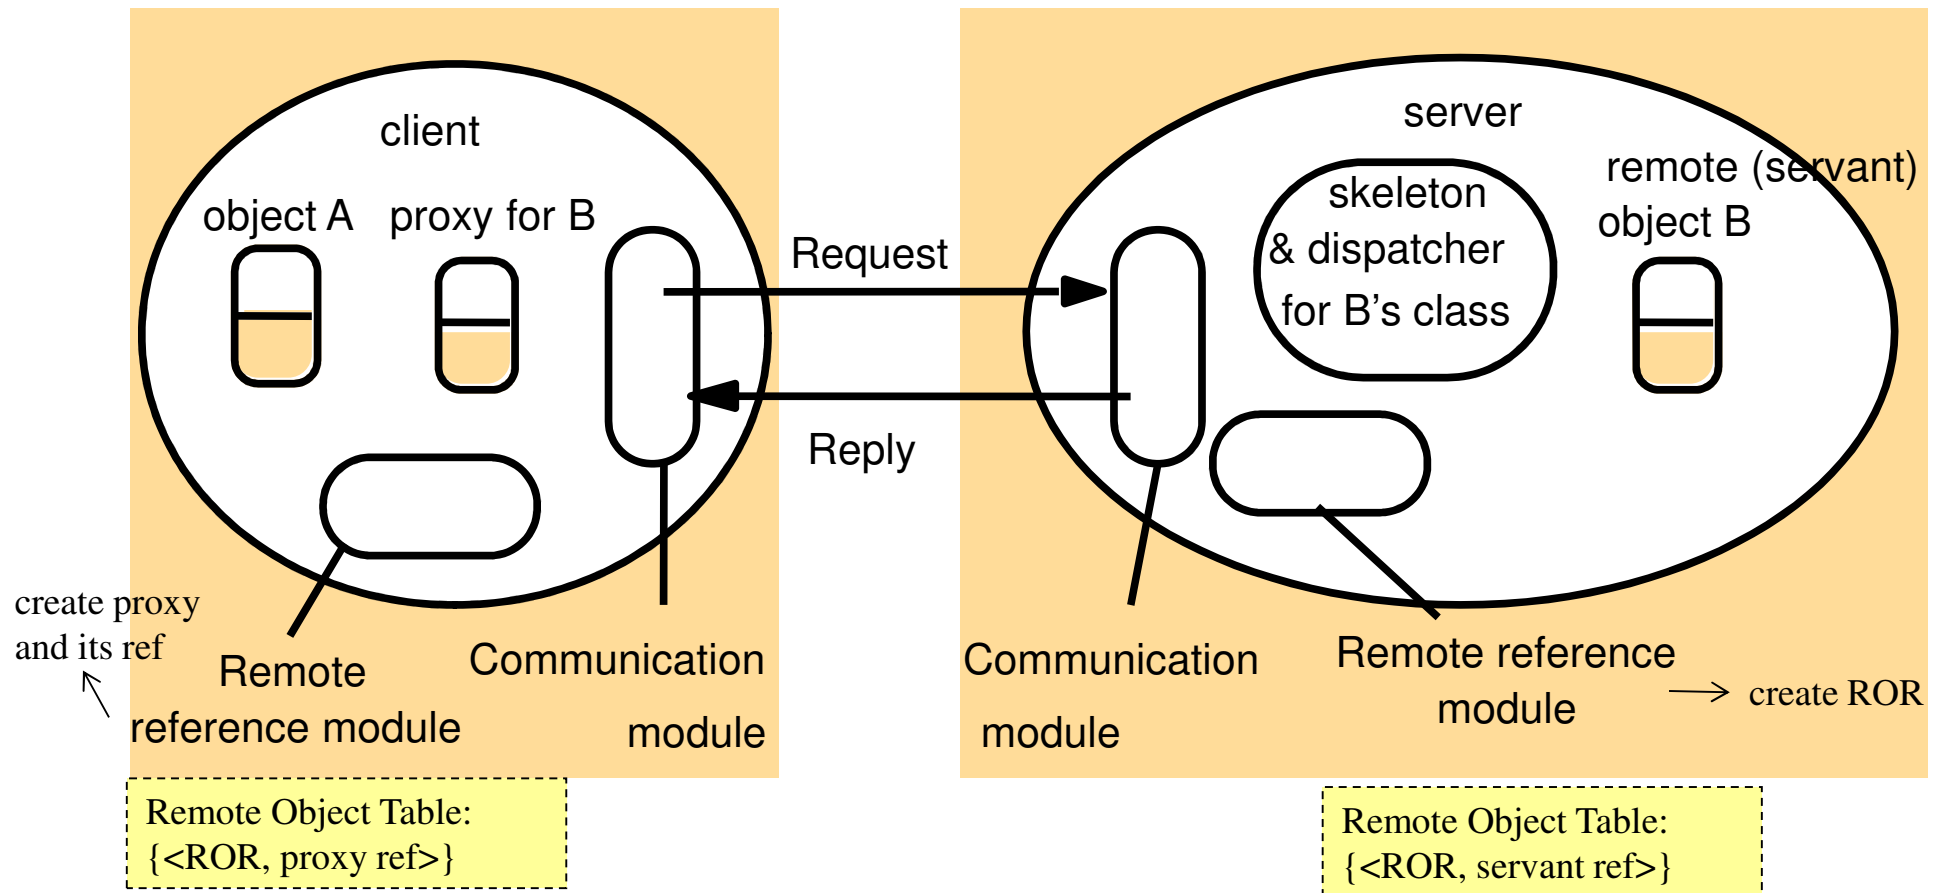 client
object A
proxy for B
Request
Reply
server
skeleton
& dispatcher
for B's class
remote (servant)
object B
create proxy
and its ref
Remote
reference module
Communication
module
Communication
module
Remote reference
module
create ROR
Remote Object Table:
{<ROR, proxy ref>}
Remote Object Table:
{<ROR, servant ref>}